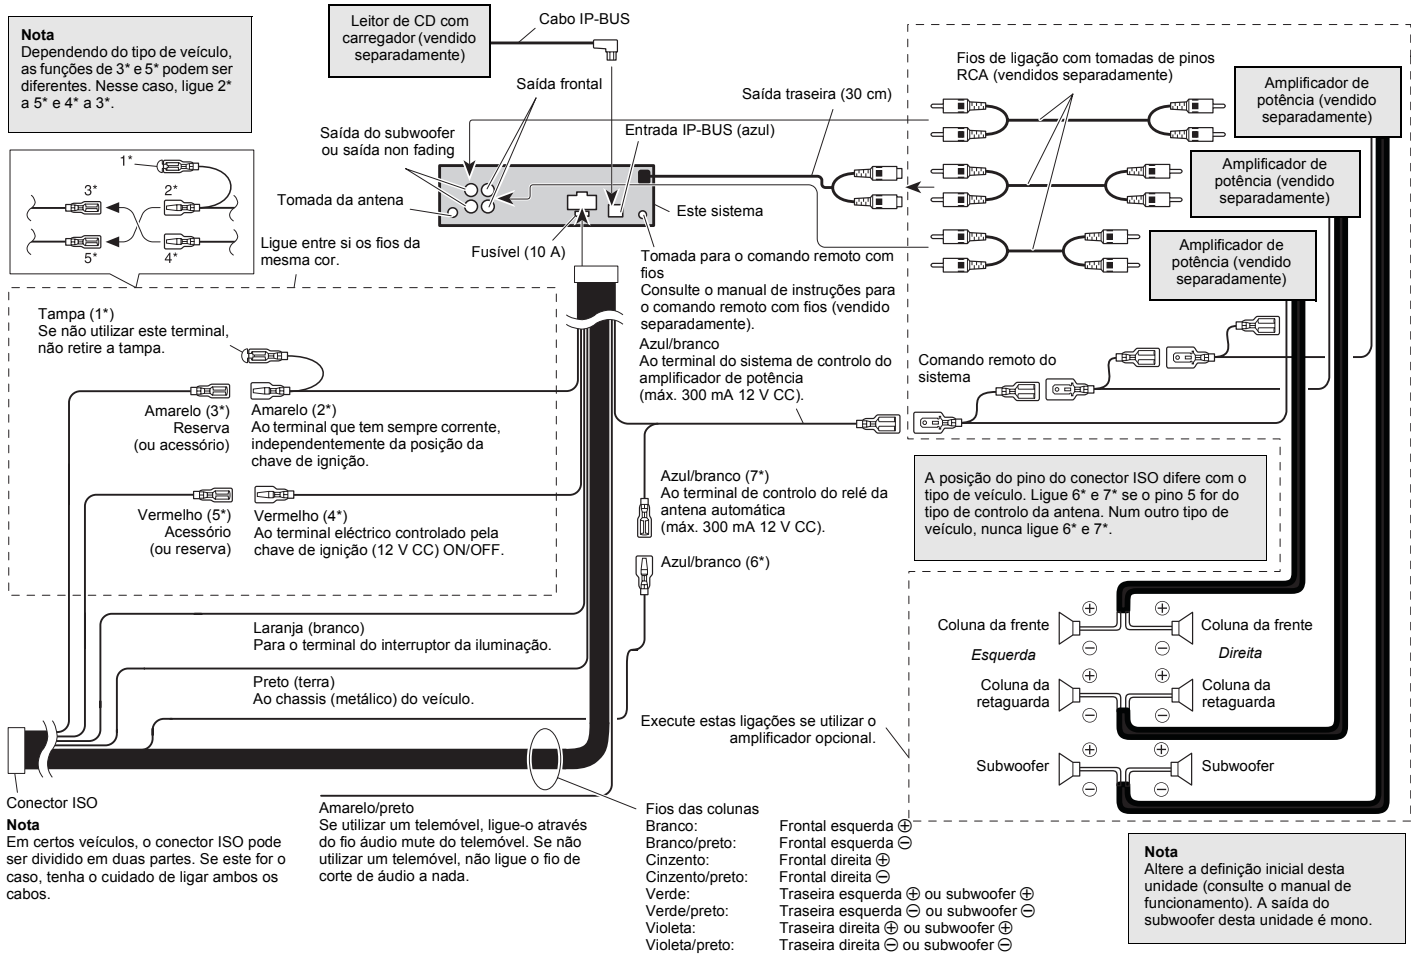 Nota
Dependendo do tipo de veículo,
as funções de 3* e 5* podem ser
diferentes. Nesse caso, ligue 2*
a 5* e 4* a 3*.
Leitor de CD com
carregador (vendido
separadamente)
Cabo IP-BUS
Saída frontal
Saída do subwoofer
ou saída non fading
Tomada da antena
Fusível (10 A)
Saída traseira (30 cm)
Entrada IP-BUS (azul)
Este sistema
Fios de ligação com tomadas de pinos
RCA (vendidos separadamente)
Amplificador de
potência (vendido
separadamente)
Amplificador de
potência (vendido
separadamente)
Amplificador de
potência (vendido
separadamente)
1*
3*
2*
5*
4*
Ligue entre si os fios da
mesma cor.
Tomada para o comando remoto com
fios
Consulte o manual de instruções para
o comando remoto com fios (vendido
separadamente).
Azul/branco
Ao terminal do sistema de controlo do
amplificador de potência
(máx. 300 mA 12 V CC).
Comando remoto do
sistema
Tampa (1*)
Se não utilizar este terminal,
não retire a tampa.
Amarelo (3*)
Reserva
(ou acessório)
Amarelo (2*)
Ao terminal que tem sempre corrente,
independentemente da posição da
chave de ignição.
Vermelho (5*)
Acessório
(ou reserva)
Vermelho (4*)
Ao terminal eléctrico controlado pela
chave de ignição (12 V CC) ON/OFF.
Azul/branco (7*)
Ao terminal de controlo do relé da
antena automática
(máx. 300 mA 12 V CC).
Azul/branco (6*)
A posição do pino do conector ISO difere com o
tipo de veículo. Ligue 6* e 7* se o pino 5 for do
tipo de controlo da antena. Num outro tipo de
veículo, nunca ligue 6* e 7*.
Laranja (branco)
Para o terminal do interruptor da iluminação.
Preto (terra)
Ao chassis (metálico) do veículo.
Execute estas ligações se utilizar o
amplificador opcional.
⊕ ⊕
Coluna da frente Coluna da frente
Esquerda Direita
⊖ ⊖
⊕ ⊕
Coluna da
retaguarda
Coluna da
retaguarda
⊖ ⊖
⊕ ⊕
Subwoofer Subwoofer
⊖ ⊖
Conector ISO
Nota
Em certos veículos, o conector ISO pode
ser dividido em duas partes. Se este for o
caso, tenha o cuidado de ligar ambos os
cabos.
Amarelo/preto
Se utilizar um telemóvel, ligue-o através
do fio áudio mute do telemóvel. Se não
utilizar um telemóvel, não ligue o fio de
corte de áudio a nada.
Fios das colunas
Branco: Frontal esquerda ⊕
Branco/preto: Frontal esquerda ⊖
Cinzento: Frontal direita ⊕
Cinzento/preto: Frontal direita ⊖
Verde: Traseira esquerda ⊕ ou subwoofer ⊕
Verde/preto: Traseira esquerda ⊖ ou subwoofer ⊖
Violeta: Traseira direita ⊕ ou subwoofer ⊕
Violeta/preto: Traseira direita ⊖ ou subwoofer ⊖
Nota
Altere a definição inicial desta
unidade (consulte o manual de
funcionamento). A saída do
subwoofer desta unidade é mono.